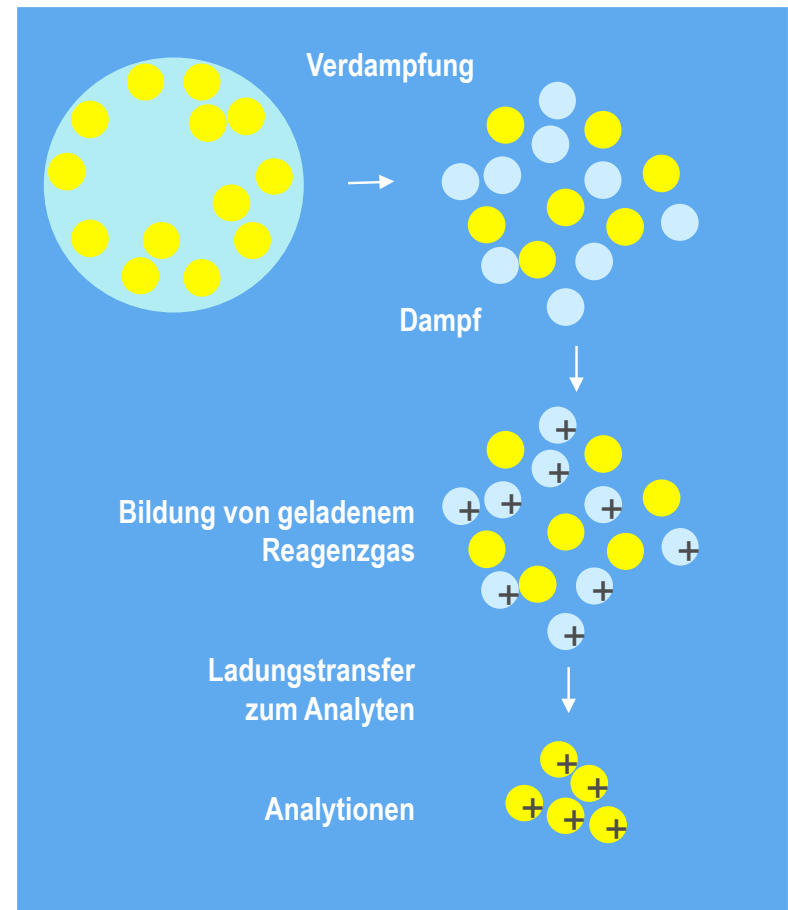 Verdampfung
Dampf
+
+
+
+
+
+
+
+
+
Bildung von geladenem
Reagenzgas
Ladungstransfer
zum Analyten
+
+
+
+
+
Analytionen